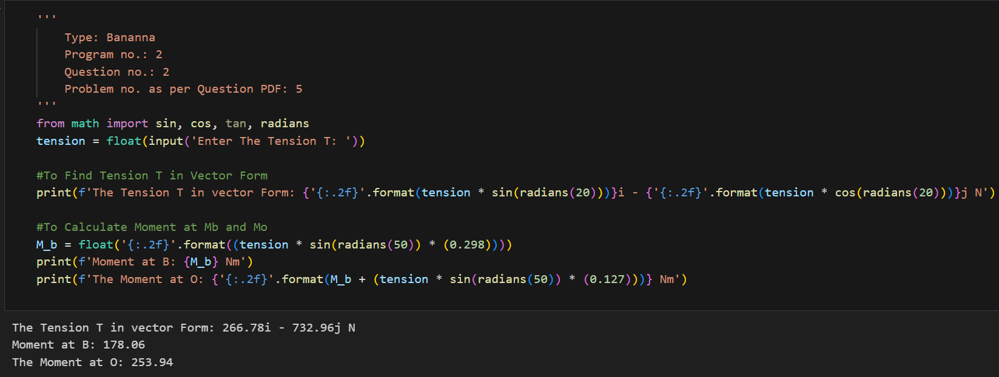 '''
    Type: Bananna
    Program no.: 2
    Question no.: 2
    Problem no. as per Question PDF: 5
'''
from math import sin, cos, tan, radians
tension = float(input('Enter The Tension T: '))

#To Find Tension T in Vector Form
print(f'The Tension T in vector Form: {'{:.2f}'.format(tension * sin(radians(20)))}i - {'{:.2f}'.format(tension * cos(radians(20)))}j N')

#To Calculate Moment at Mb and Mo
M_b = float('{:.2f}'.format((tension * sin(radians(50)) * (0.298))))
print(f'Moment at B: {M_b} Nm')
print(f'The Moment at O: {'{:.2f}'.format(M_b + (tension * sin(radians(50)) * (0.127)))} Nm')

The Tension T in vector Form: 266.78i - 732.96j N
Moment at B: 178.06
The Moment at O: 253.94